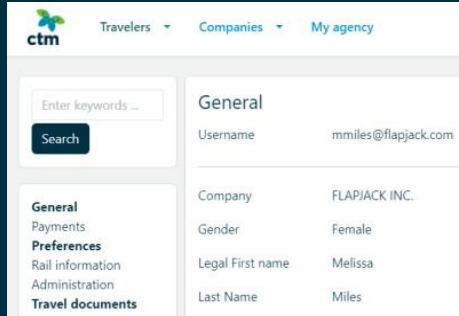 ctm
Travelers Companies My agency
Enter keywords ...
Search
General
Payments
Preferences
Rail information
Administration
Travel documents
General
Username mmiles@flapjack.com
Company FLAPJACK INC.
Gender Female
Legal First name Melissa
Last Name Miles